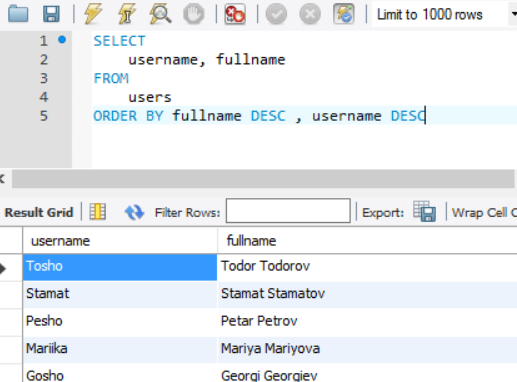 Limit to 1000 rows
1 SELECT
2 username, fullname
3 FROM
4 users
5 ORDER BY fullname DESC , username DESC
Result Grid Filter Rows: Export: Wrap Cell C
username fullname
Tosho Todor Todorov
Stamat Stamat Stamatov
Pesho Petar Petrov
Mariika Mariya Mariyova
Gosho Georgi Georgiev